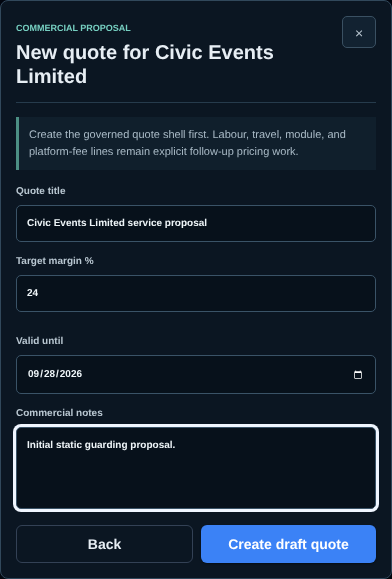 COMMERCIAL PROPOSAL
New quote for Civic Events
Limited
×
Create the governed quote shell first. Labour, travel, module, and
platform-fee lines remain explicit follow-up pricing work.
Quote title
Civic Events Limited service proposal
Target margin %
24
Valid until
09/28/2026
Commercial notes
Initial static guarding proposal.
Back
Create draft quote